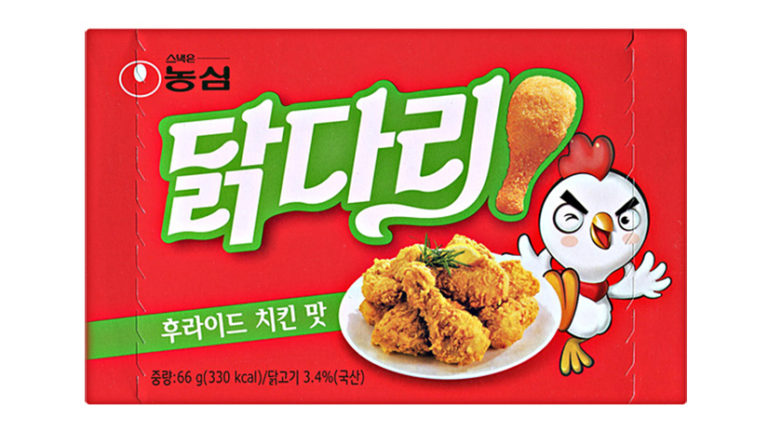 스낵은
농심
닭다리
후라이드 치킨 맛
중량:66 g(330 kcal)/닭고기 3.4%(국산)